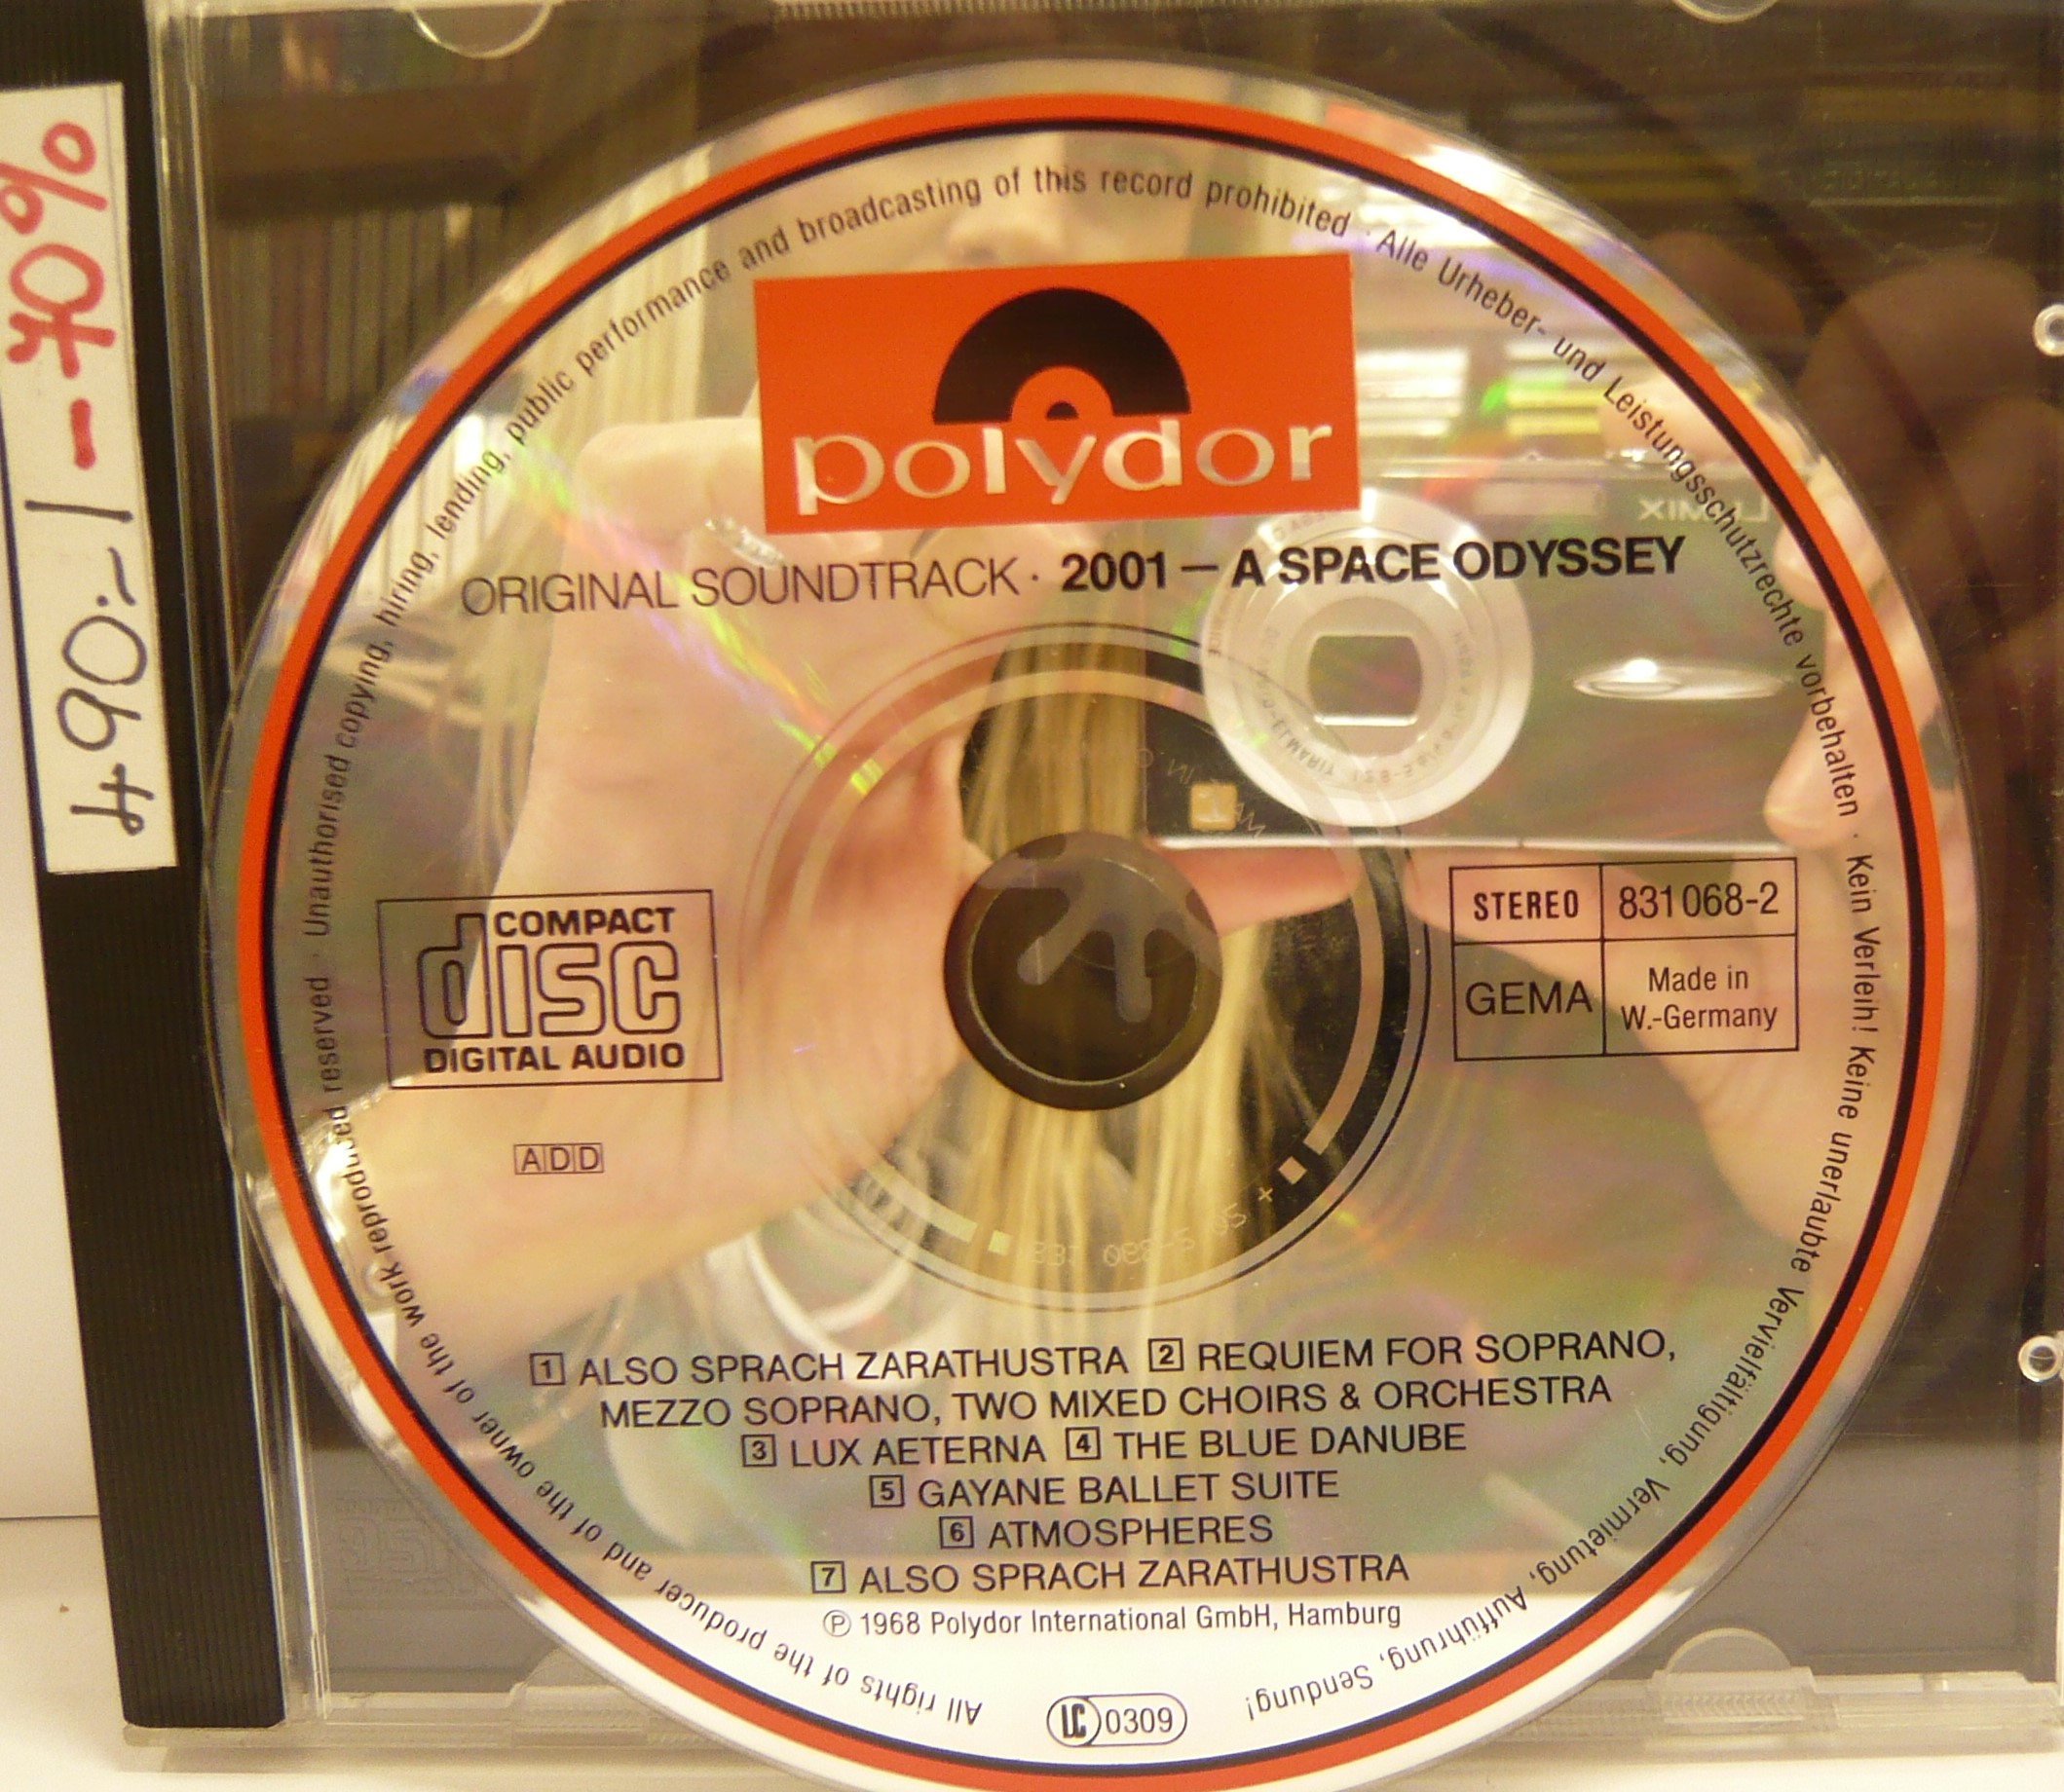 -40%
490:-
polydor
ORIGINAL SOUNDTRACK · 2001 — A SPACE ODYSSEY
COMPACT
disc
DIGITAL AUDIO
ADD
STEREO 831 068-2
GEMA Made in
W.-Germany
1 ALSO SPRACH ZARATHUSTRA 2 REQUIEM FOR SOPRANO,
MEZZO SOPRANO, TWO MIXED CHOIRS & ORCHESTRA
3 LUX AETERNA 4 THE BLUE DANUBE
5 GAYANE BALLET SUITE
6 ATMOSPHERES
7 ALSO SPRACH ZARATHUSTRA
℗ 1968 Polydor International GmbH, Hamburg
LC 0309
All rights of the producer and of the owner of the work reproduced reserved · Unauthorised copying, hiring, lending, public performance and broadcasting of this record prohibited · Alle Urheber- und Leistungsschutzrechte vorbehalten · Kein Verleih! Keine unerlaubte Vervielfältigung, Vermietung, Aufführung, Sendung!
LUMIX